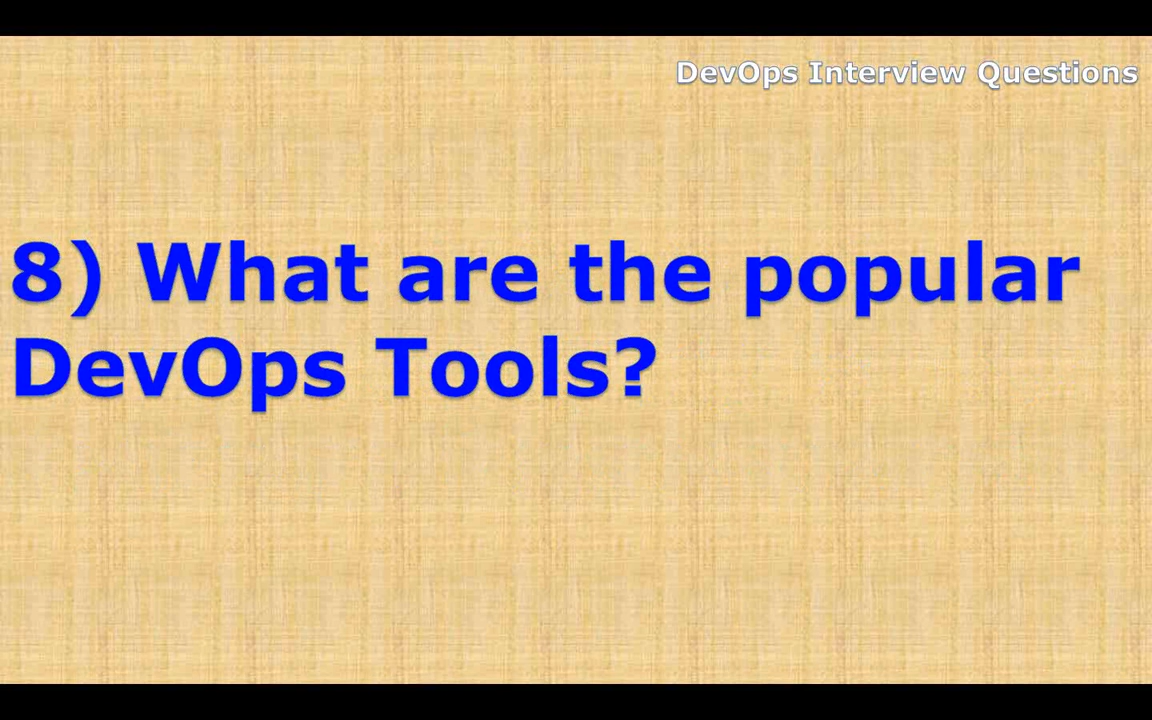 DevOps Interview Questions
8) What are the popular
DevOps Tools?